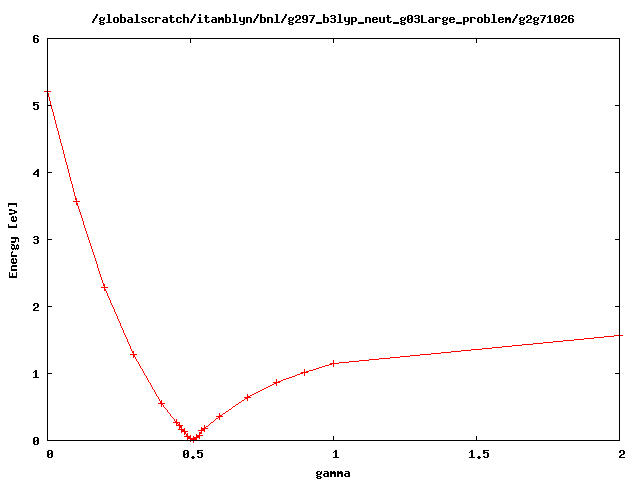 /globalscratch/itamblyn/bnl/g297_b3lyp_neut_g03Large_problem/g2g71026
6
5
4
3
2
1
0
Energy [eV]
0 0.5 1 1.5 2
gamma